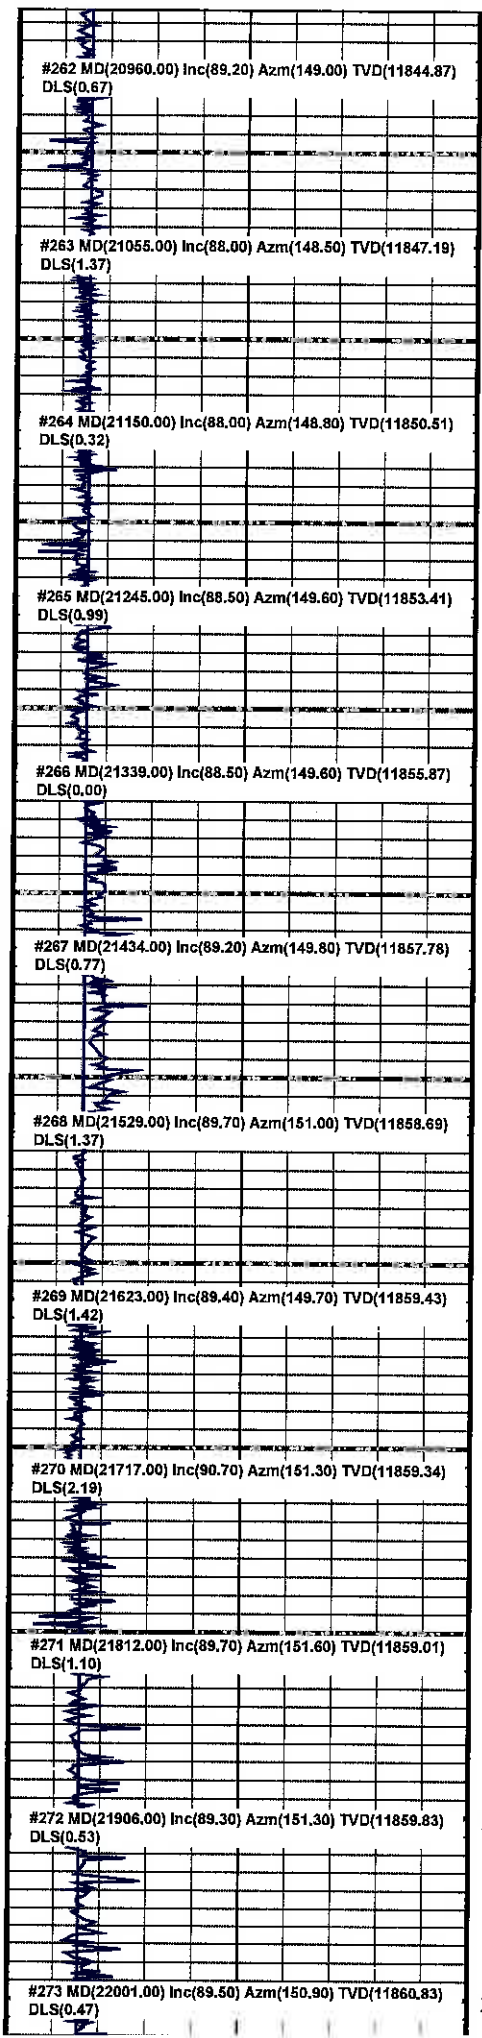 #262 MD(20960.00) Inc(89.20) Azm(149.00) TVD(11844.87)
DLS(0.67)
#263 MD(21055.00) Inc(88.00) Azm(148.50) TVD(11847.19)
DLS(1.37)
#264 MD(21150.00) Inc(88.00) Azm(148.80) TVD(11850.51)
DLS(0.32)
#265 MD(21245.00) Inc(88.50) Azm(149.60) TVD(11853.41)
DLS(0.99)
#266 MD(21339.00) Inc(88.50) Azm(149.60) TVD(11855.87)
DLS(0.00)
#267 MD(21434.00) Inc(89.20) Azm(149.80) TVD(11857.78)
DLS(0.77)
#268 MD(21529.00) Inc(89.70) Azm(151.00) TVD(11858.69)
DLS(1.37)
#269 MD(21623.00) Inc(89.40) Azm(149.70) TVD(11859.43)
DLS(1.42)
#270 MD(21717.00) Inc(90.70) Azm(151.30) TVD(11859.34)
DLS(2.19)
#271 MD(21812.00) Inc(89.70) Azm(151.60) TVD(11859.01)
DLS(1.10)
#272 MD(21906.00) Inc(89.30) Azm(151.30) TVD(11859.83)
DLS(0.53)
#273 MD(22001.00) Inc(89.50) Azm(150.90) TVD(11860.83)
DLS(0.47)